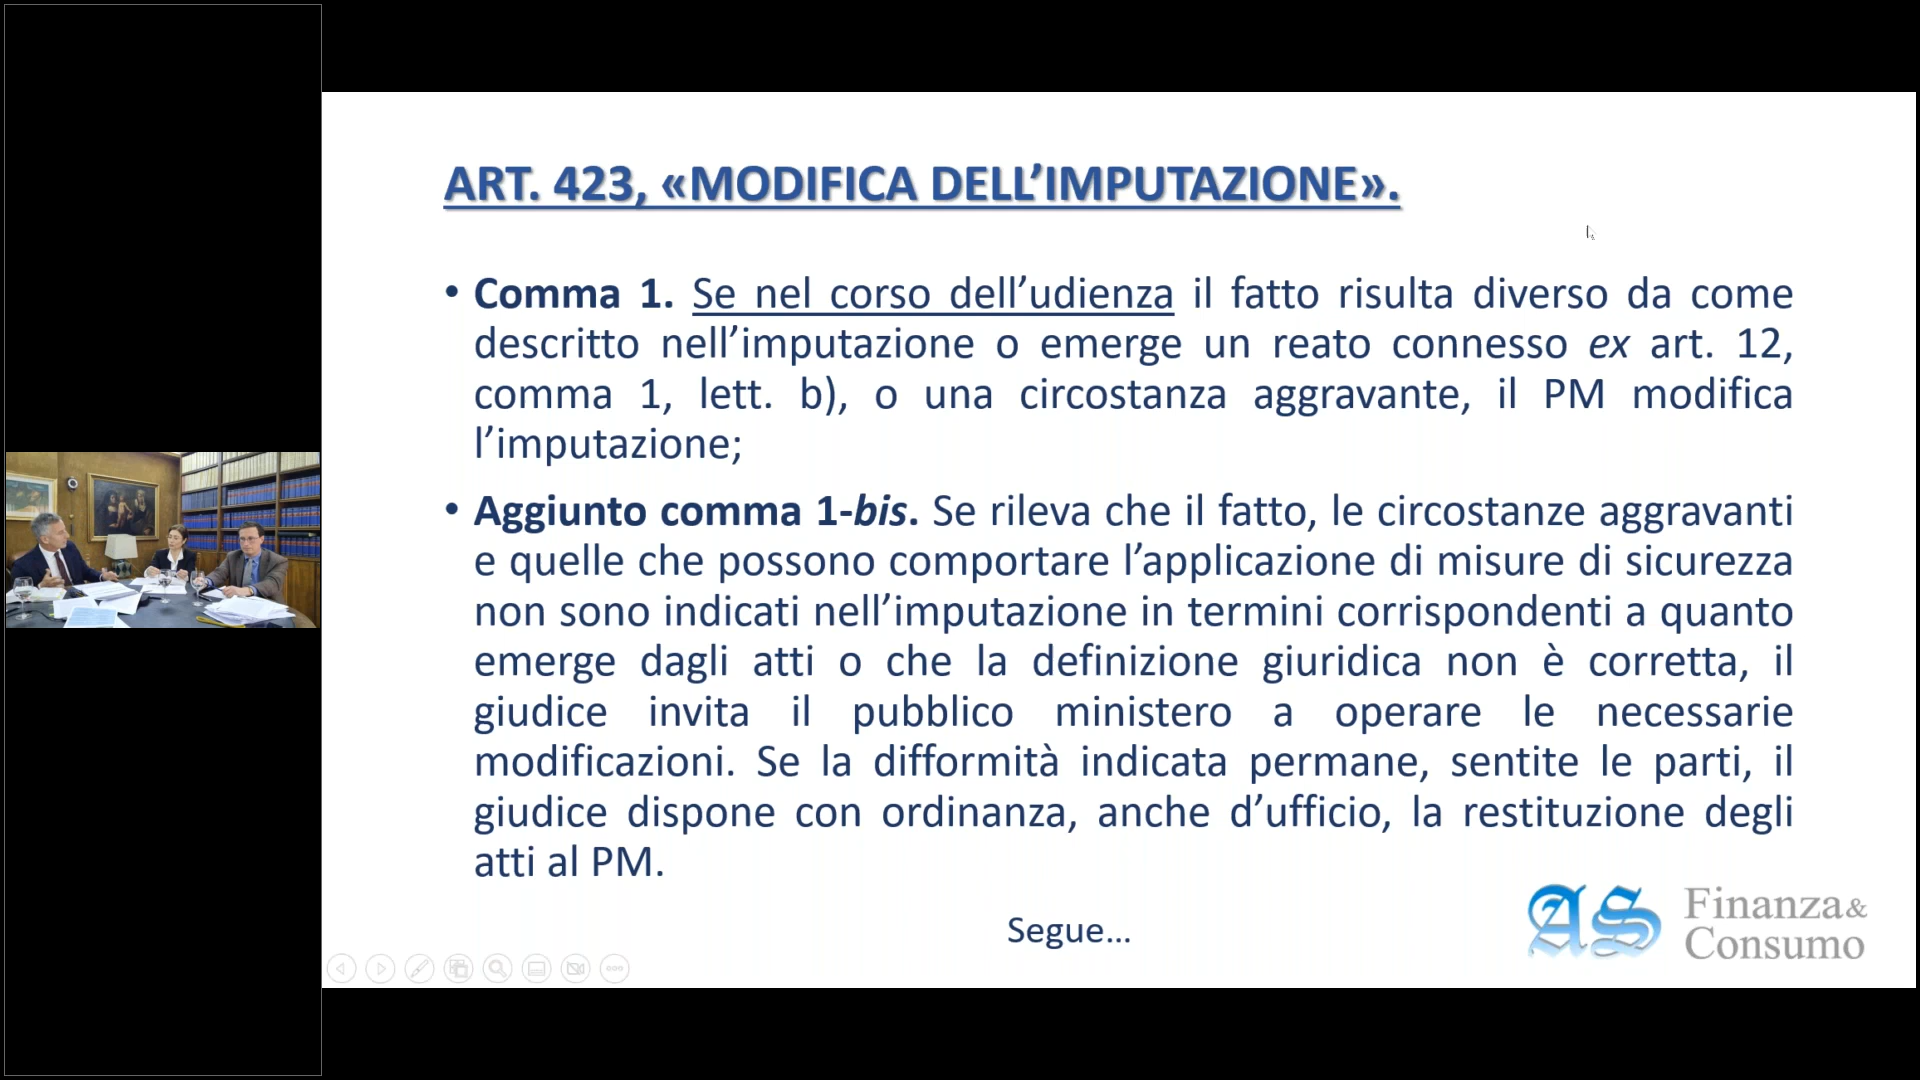 ART. 423, «MODIFICA DELL’IMPUTAZIONE».
• Comma 1. Se nel corso dell’udienza il fatto risulta diverso da come
descritto nell’imputazione o emerge un reato connesso ex art. 12,
comma 1, lett. b), o una circostanza aggravante, il PM modifica
l’imputazione;
• Aggiunto comma 1-bis. Se rileva che il fatto, le circostanze aggravanti
e quelle che possono comportare l’applicazione di misure di sicurezza
non sono indicati nell’imputazione in termini corrispondenti a quanto
emerge dagli atti o che la definizione giuridica non è corretta, il
giudice invita il pubblico ministero a operare le necessarie
modificazioni. Se la difformità indicata permane, sentite le parti, il
giudice dispone con ordinanza, anche d’ufficio, la restituzione degli
atti al PM.
Segue...
AS Finanza&
Consumo